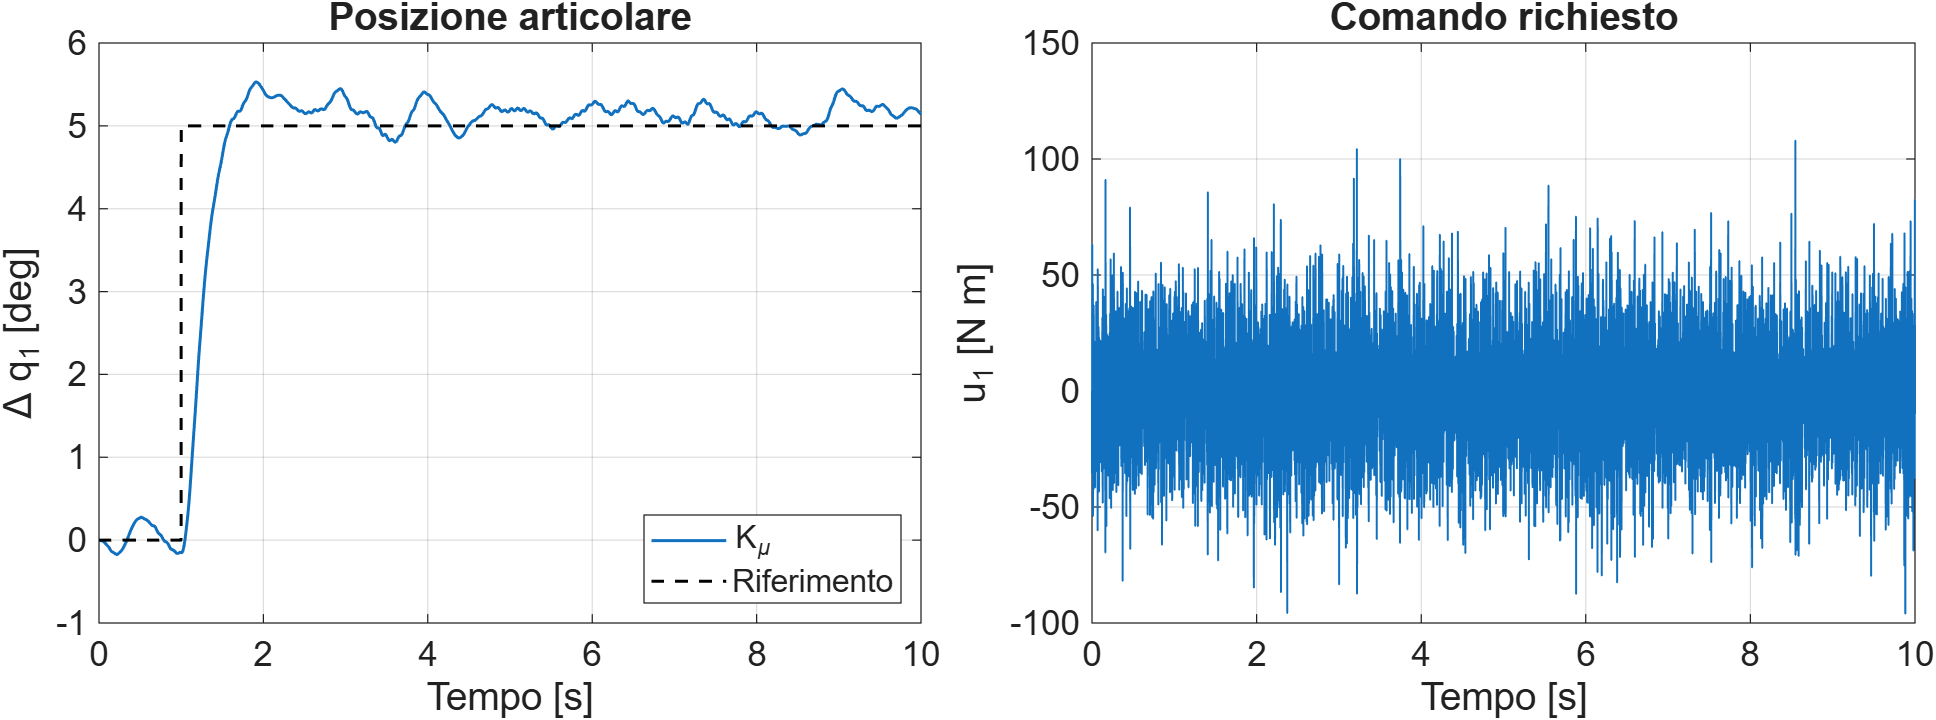 Posizione articolare
6
5
4
3
2
1
0
-1
Δ q₁ [deg]
0 2 4 6 8 10
Tempo [s]
K_μ
Riferimento
Comando richiesto
150
100
50
0
-50
-100
u₁ [N m]
0 2 4 6 8 10
Tempo [s]